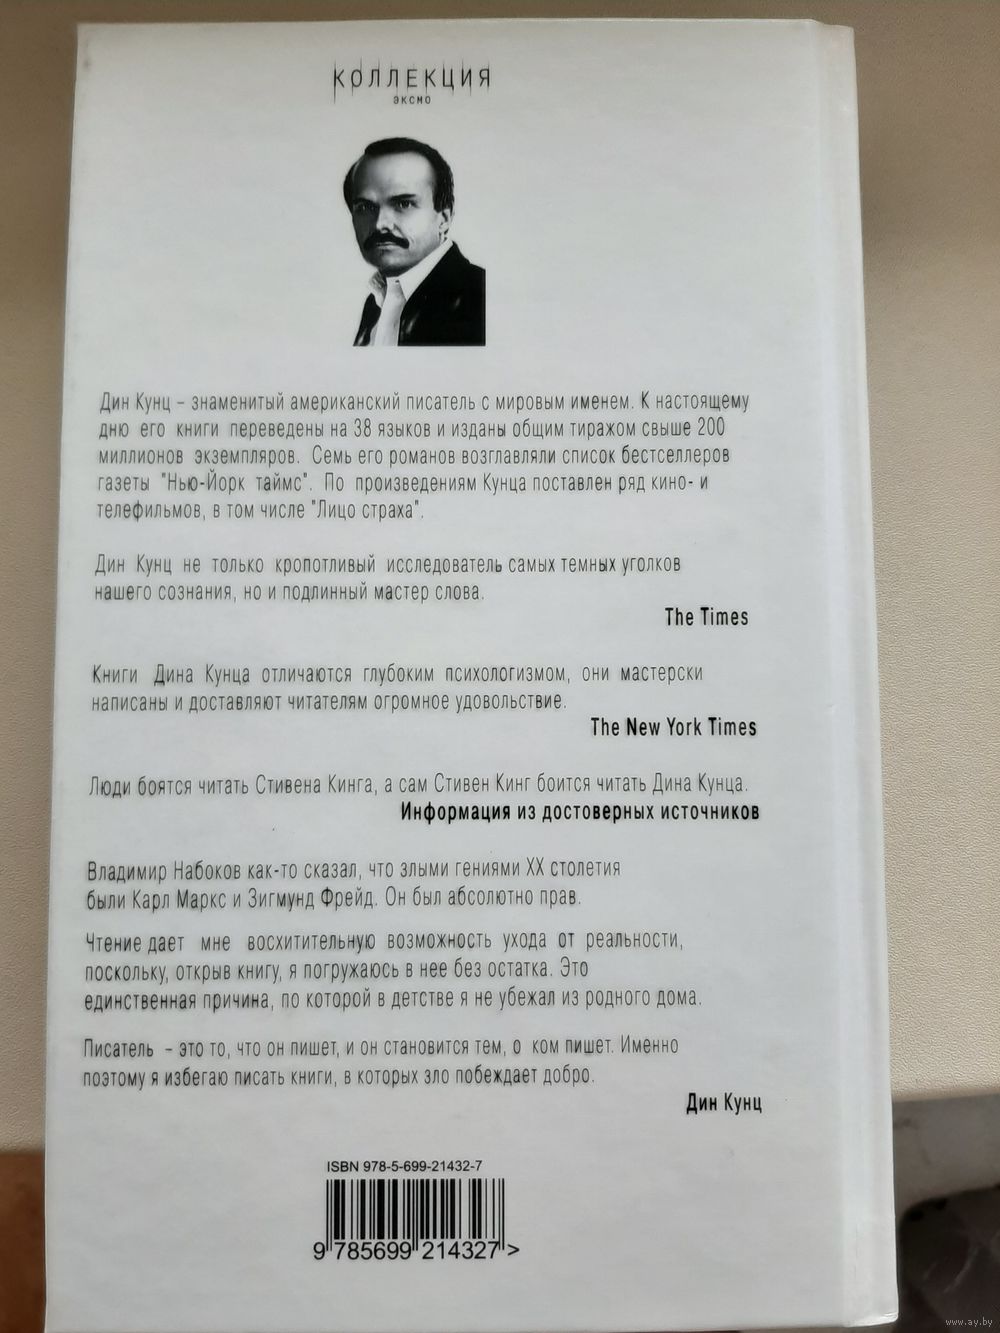 КОЛЛЕКЦИЯ
ЭКСМО
Дин Кунц – знаменитый американский писатель с мировым именем. К настоящему
дню его книги переведены на 38 языков и изданы общим тиражом свыше 200
миллионов экземпляров. Семь его романов возглавляли список бестселлеров
газеты "Нью-Йорк таймс". По произведениям Кунца поставлен ряд кино- и
телефильмов, в том числе "Лицо страха".
Дин Кунц не только кропотливый исследователь самых темных уголков
нашего сознания, но и подлинный мастер слова.
The Times
Книги Дина Кунца отличаются глубоким психологизмом, они мастерски
написаны и доставляют читателям огромное удовольствие.
The New York Times
Люди боятся читать Стивена Кинга, а сам Стивен Кинг боится читать Дина Кунца.
Информация из достоверных источников
Владимир Набоков как-то сказал, что злыми гениями XX столетия
были Карл Маркс и Зигмунд Фрейд. Он был абсолютно прав.
Чтение дает мне восхитительную возможность ухода от реальности,
поскольку, открыв книгу, я погружаюсь в нее без остатка. Это
единственная причина, по которой в детстве я не убежал из родного дома.
Писатель – это то, что он пишет, и он становится тем, о ком пишет. Именно
поэтому я избегаю писать книги, в которых зло побеждает добро.
Дин Кунц
ISBN 978-5-699-21432-7
9 785699 214327 >
www.ay.by